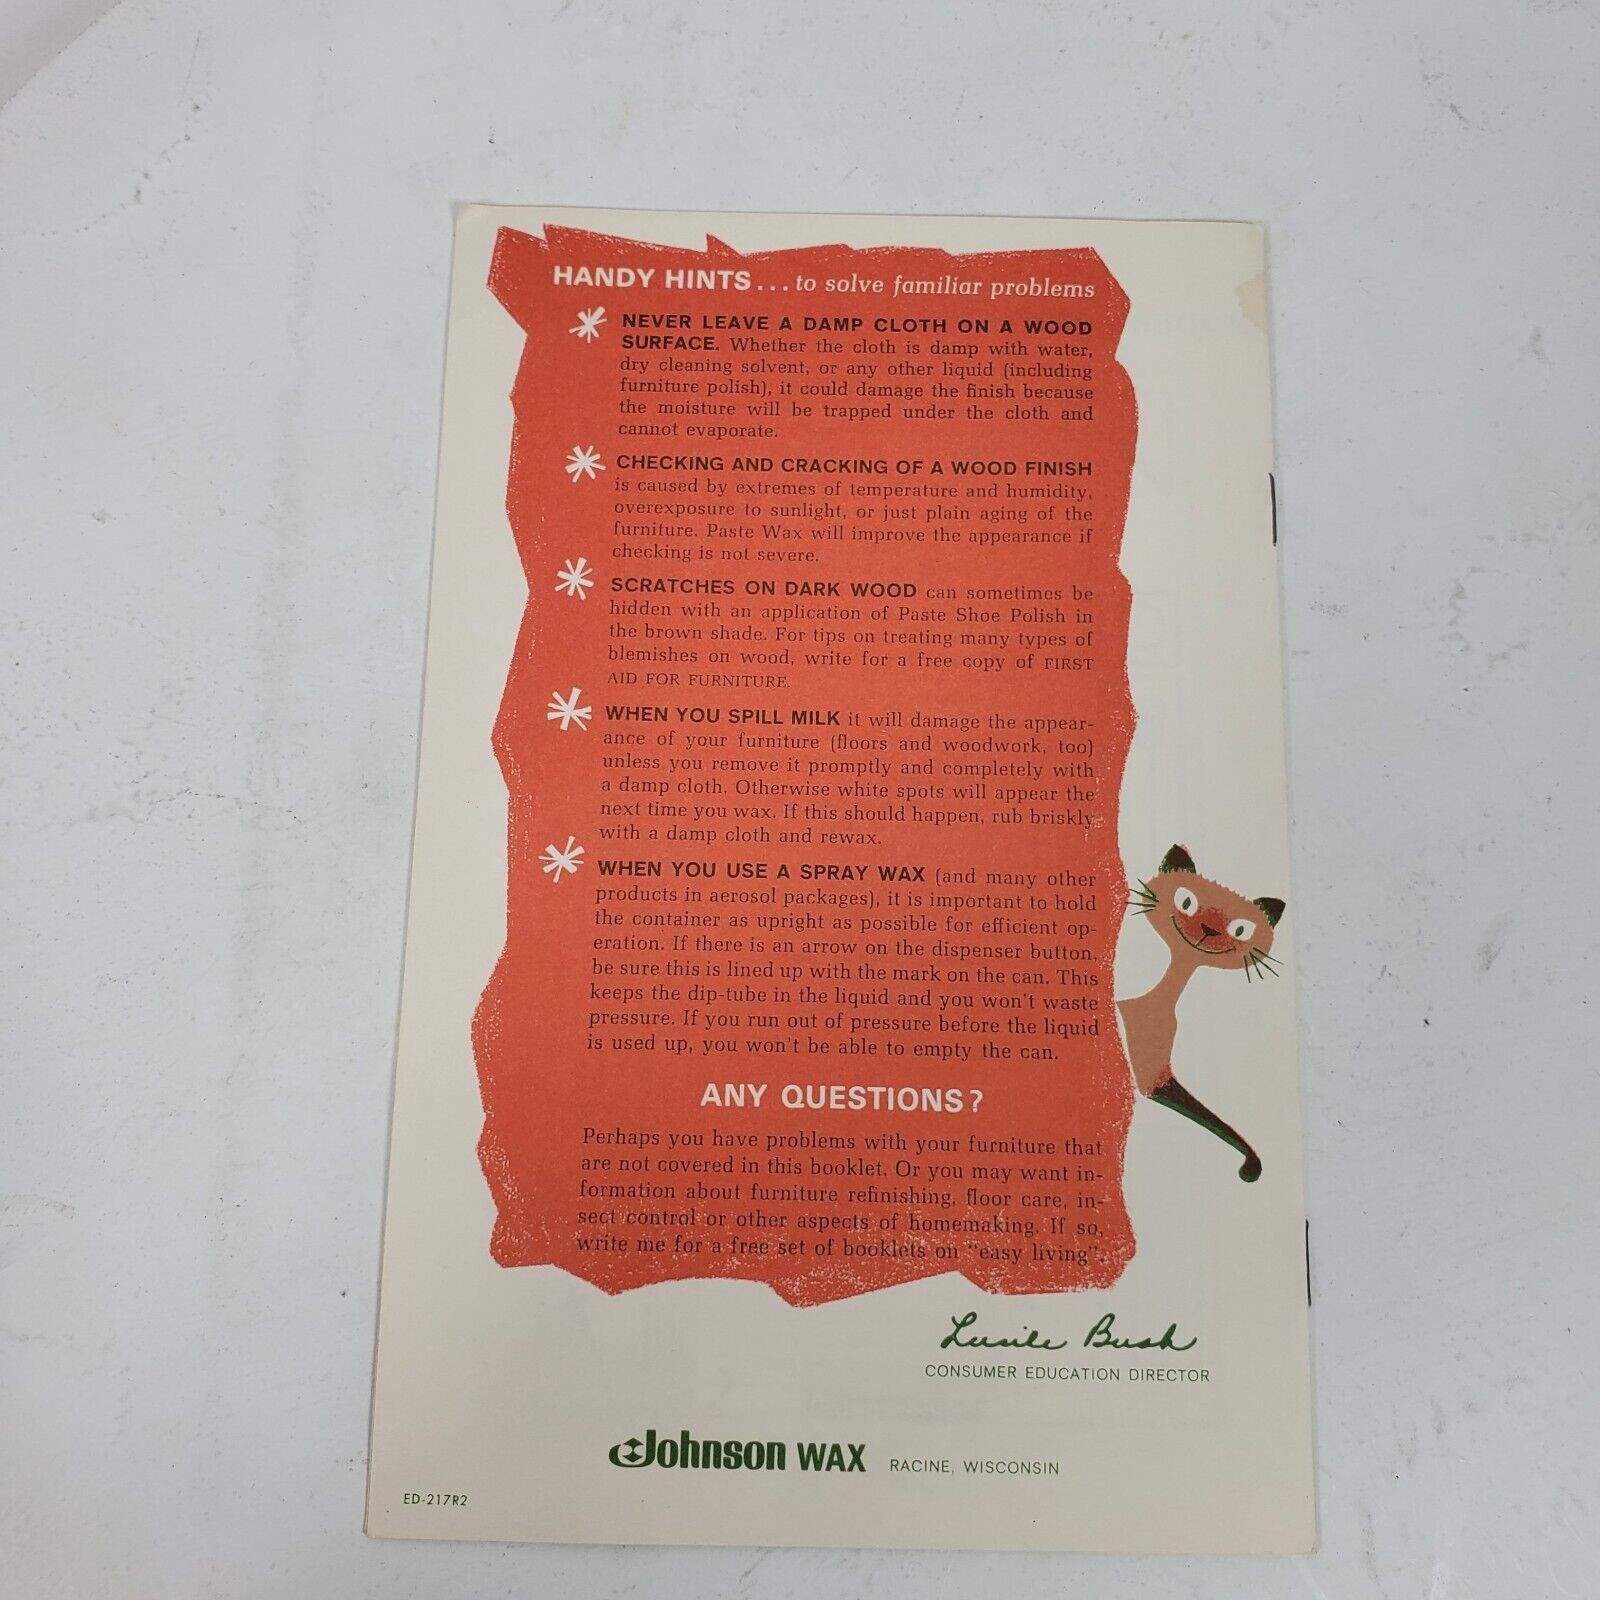 HANDY HINTS . . . to solve familiar problems
NEVER LEAVE A DAMP CLOTH ON A WOOD
SURFACE. Whether the cloth is damp with water,
dry cleaning solvent, or any other liquid (including
furniture polish), it could damage the finish because
the moisture will be trapped under the cloth and
cannot evaporate.
CHECKING AND CRACKING OF A WOOD FINISH
is caused by extremes of temperature and humidity,
overexposure to sunlight, or just plain aging of the
furniture. Paste Wax will improve the appearance if
checking is not severe.
SCRATCHES ON DARK WOOD can sometimes be
hidden with an application of Paste Shoe Polish in
the brown shade. For tips on treating many types of
blemishes on wood, write for a free copy of FIRST
AID FOR FURNITURE.
WHEN YOU SPILL MILK it will damage the appear-
ance of your furniture (floors and woodwork, too)
unless you remove it promptly and completely with
a damp cloth. Otherwise white spots will appear the
next time you wax. If this should happen, rub briskly
with a damp cloth and rewax.
WHEN YOU USE A SPRAY WAX (and many other
products in aerosol packages), it is important to hold
the container as upright as possible for efficient op-
eration. If there is an arrow on the dispenser button,
be sure this is lined up with the mark on the can. This
keeps the dip-tube in the liquid and you won't waste
pressure. If you run out of pressure before the liquid
is used up, you won't be able to empty the can.
ANY QUESTIONS?
Perhaps you have problems with your furniture that
are not covered in this booklet. Or you may want in-
formation about furniture refinishing, floor care, in-
sect control or other aspects of homemaking. If so,
write me for a free set of booklets on "easy living".
Lucile Bush
CONSUMER EDUCATION DIRECTOR
Johnson WAX RACINE, WISCONSIN
ED-217R2